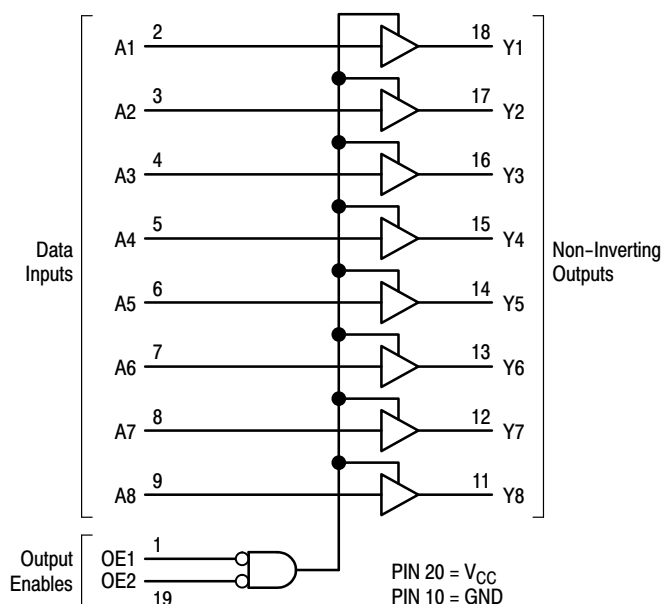 A1 2 18 Y1
A2 3 17 Y2
A3 4 16 Y3
A4 5 15 Y4
Data
Inputs
Non–Inverting
Outputs
A5 6 14 Y5
A6 7 13 Y6
A7 8 12 Y7
A8 9 11 Y8
Output
Enables
OE1 1
OE2 19
PIN 20 = VCC
PIN 10 = GND